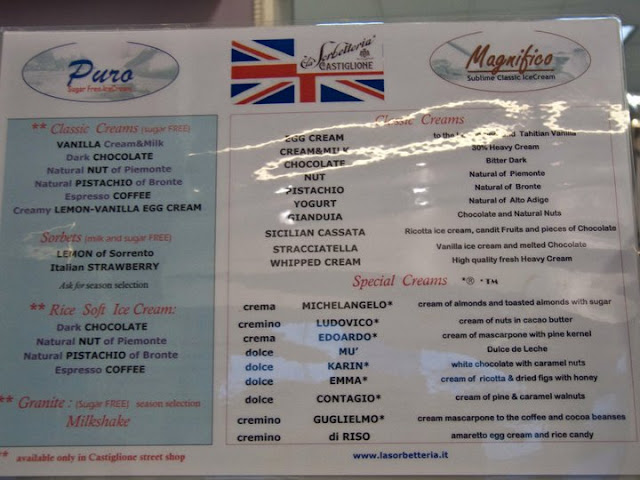 Puro
Sugar Free IceCream
La Sorbetteria
CASTIGLIONE
Magnifico
Sublime Classic IceCream
** Classic Creams (sugar FREE)
VANILLA Cream&Milk
Dark CHOCOLATE
Natural NUT of Piemonte
Natural PISTACHIO of Bronte
Espresso COFFEE
Creamy LEMON-VANILLA EGG CREAM
Sorbets (milk and sugar FREE)
LEMON of Sorrento
Italian STRAWBERRY
Ask for season selection
** Rice Soft Ice Cream:
Dark CHOCOLATE
Natural NUT of Piemonte
Natural PISTACHIO of Bronte
Espresso COFFEE
** Granite : (Sugar FREE) season selection
Milkshake
* available only in Castiglione street shop
Classic Creams
EGG CREAM to the and Tahitian Vanilla
CREAM&MILK 30% Heavy Cream
CHOCOLATE Bitter Dark
NUT Natural of Piemonte
PISTACHIO Natural of Bronte
YOGURT Natural of Alto Adige
GIANDUIA Chocolate and Natural Nuts
SICILIAN CASSATA Ricotta ice cream, candit Fruits and pieces of Chocolate
STRACCIATELLA Vanilla ice cream and melted Chocolate
WHIPPED CREAM High quality fresh Heavy Cream
Special Creams *® *™
crema MICHELANGELO* cream of almonds and toasted almonds with sugar
cremino LUDOVICO* cream of nuts in cacao butter
crema EDOARDO* cream of mascarpone with pine kernel
dolce MU' Dulce de Leche
dolce KARIN* white chocolate with caramel nuts
dolce EMMA* cream of ricotta & dried figs with honey
dolce CONTAGIO* cream of pine & caramel walnuts
cremino GUGLIELMO* cream mascarpone to the coffee and cocoa beanses
cremino di RISO amaretto egg cream and rice candy
www.lasorbetteria.it